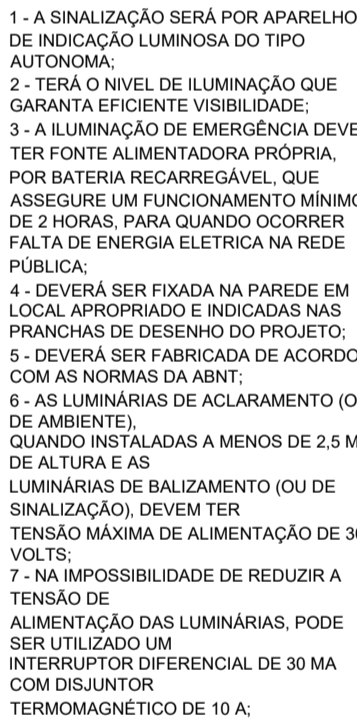 1 - A SINALIZAÇÃO SERÁ POR APARELHO
DE INDICAÇÃO LUMINOSA DO TIPO
AUTONOMA;
2 - TERÁ O NIVEL DE ILUMINAÇÃO QUE
GARANTA EFICIENTE VISIBILIDADE;
3 - A ILUMINAÇÃO DE EMERGÊNCIA DEVE
TER FONTE ALIMENTADORA PRÓPRIA,
POR BATERIA RECARREGÁVEL, QUE
ASSEGURE UM FUNCIONAMENTO MÍNIMO
DE 2 HORAS, PARA QUANDO OCORRER
FALTA DE ENERGIA ELETRICA NA REDE
PÚBLICA;
4 - DEVERÁ SER FIXADA NA PAREDE EM
LOCAL APROPRIADO E INDICADAS NAS
PRANCHAS DE DESENHO DO PROJETO;
5 - DEVERÁ SER FABRICADA DE ACORDO
COM AS NORMAS DA ABNT;
6 - AS LUMINÁRIAS DE ACLARAMENTO (O
DE AMBIENTE),
QUANDO INSTALADAS A MENOS DE 2,5 M
DE ALTURA E AS
LUMINÁRIAS DE BALIZAMENTO (OU DE
SINALIZAÇÃO), DEVEM TER
TENSÃO MÁXIMA DE ALIMENTAÇÃO DE 30
VOLTS;
7 - NA IMPOSSIBILIDADE DE REDUZIR A
TENSÃO DE
ALIMENTAÇÃO DAS LUMINÁRIAS, PODE
SER UTILIZADO UM
INTERRUPTOR DIFERENCIAL DE 30 MA
COM DISJUNTOR
TERMOMAGNÉTICO DE 10 A;